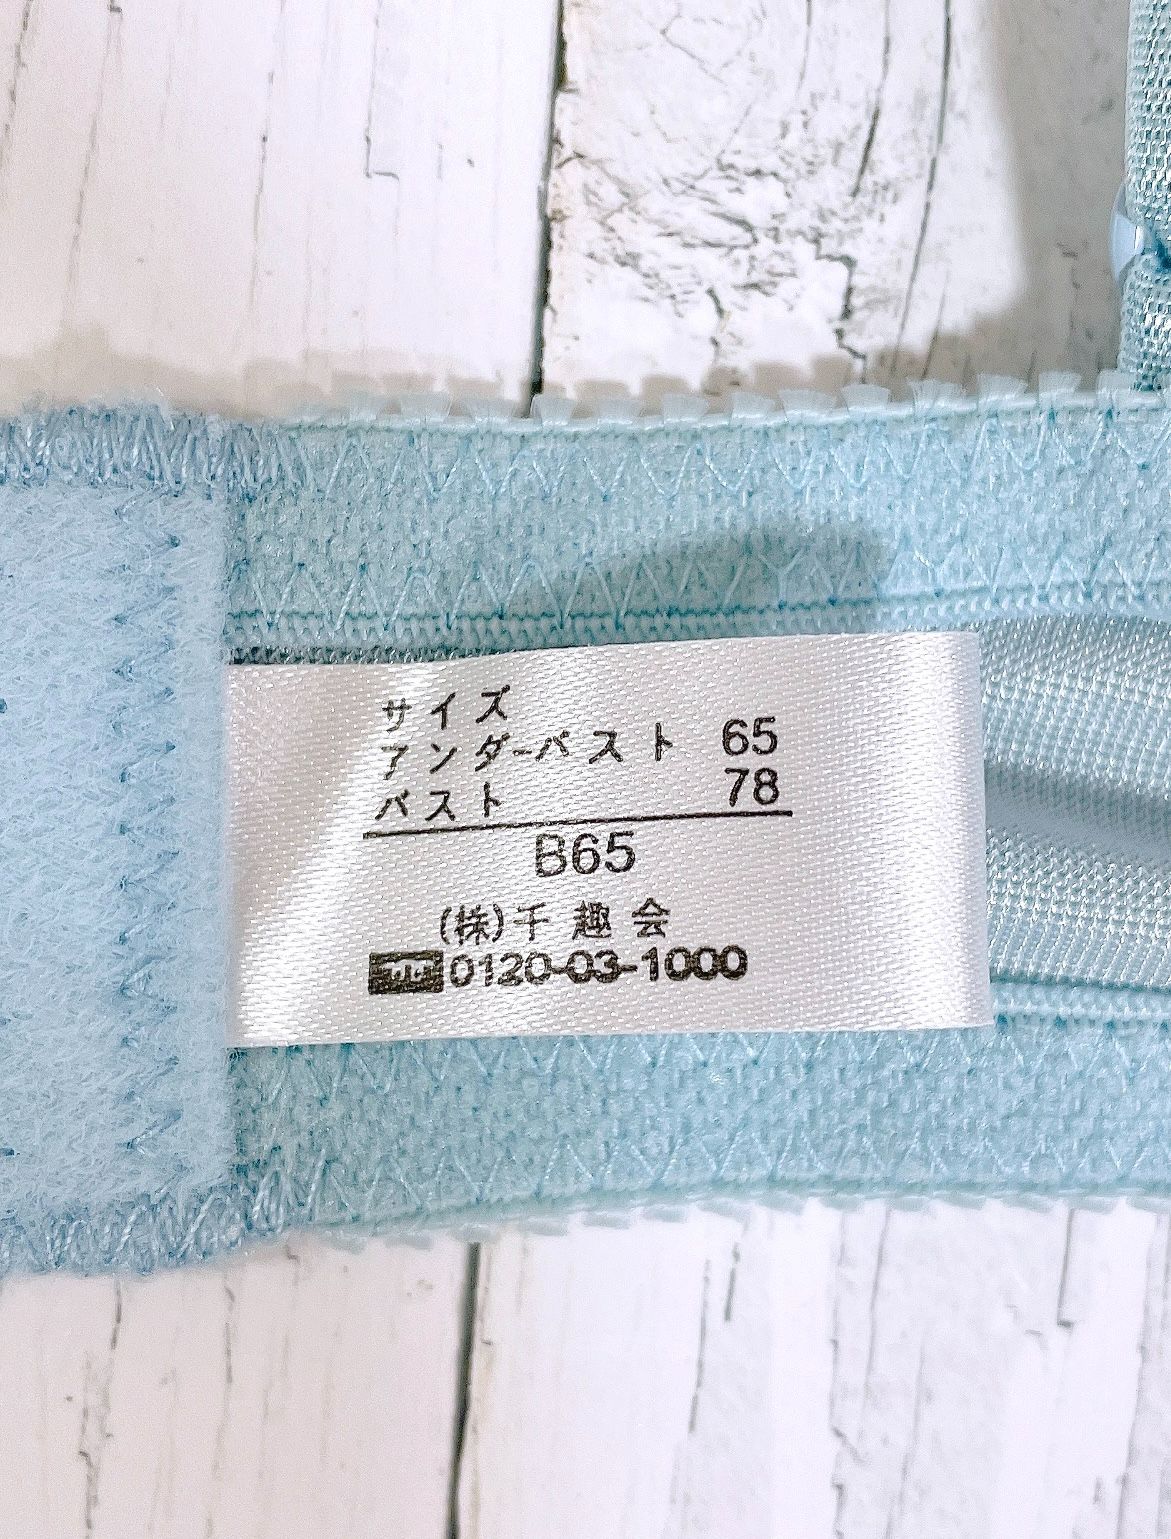 サイズ
アンダーバスト 65
バスト 78
B65
(株)千趣会
0120-03-1000